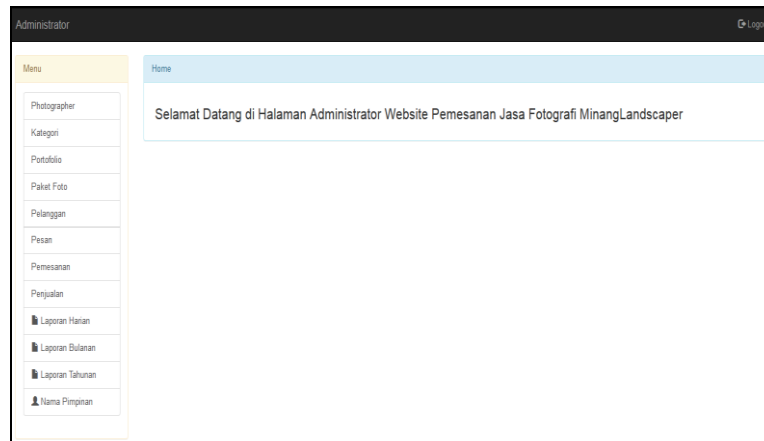 Administrator
Logo
Menu
Home
Photographer
Selamat Datang di Halaman Administrator Website Pemesanan Jasa Fotografi MinangLandscaper
Kategori
Portofolio
Paket Foto
Pelanggan
Pesan
Pemesanan
Penjualan
Laporan Harian
Laporan Bulanan
Laporan Tahunan
Nama Pimpinan